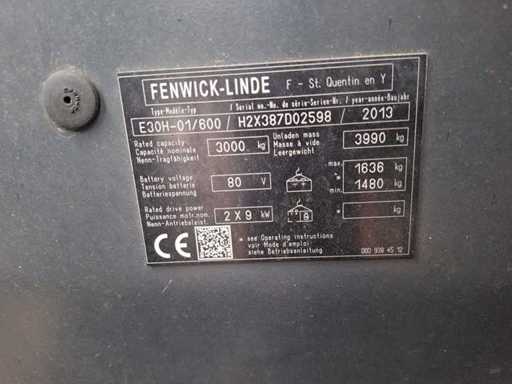 FENWICK-LINDE F - St. Quentin en Y
Type-Modèle-Typ / Serial no.-No. de série-Serien-Nr. / year-année-Baujahr
E30H-01/600 / H2X387D02598 / 2013
Rated capacity
Capacité nominale
Nenn-Tragfähigkeit
3000 kg
Unladen mass
Masse à vide
Leergewicht
3990 kg
Battery voltage
Tension batterie
Batteriespannung
80 V
max.
1636 kg
*
min.
1480 kg
Rated drive power
Puissance motr.nom.
Nenn-Antriebsleist.
2 X 9 kW
* kg
CE
* see Operating instructions
voir Mode d'emploi
siehe Betriebsanleitung
000 939 45 12